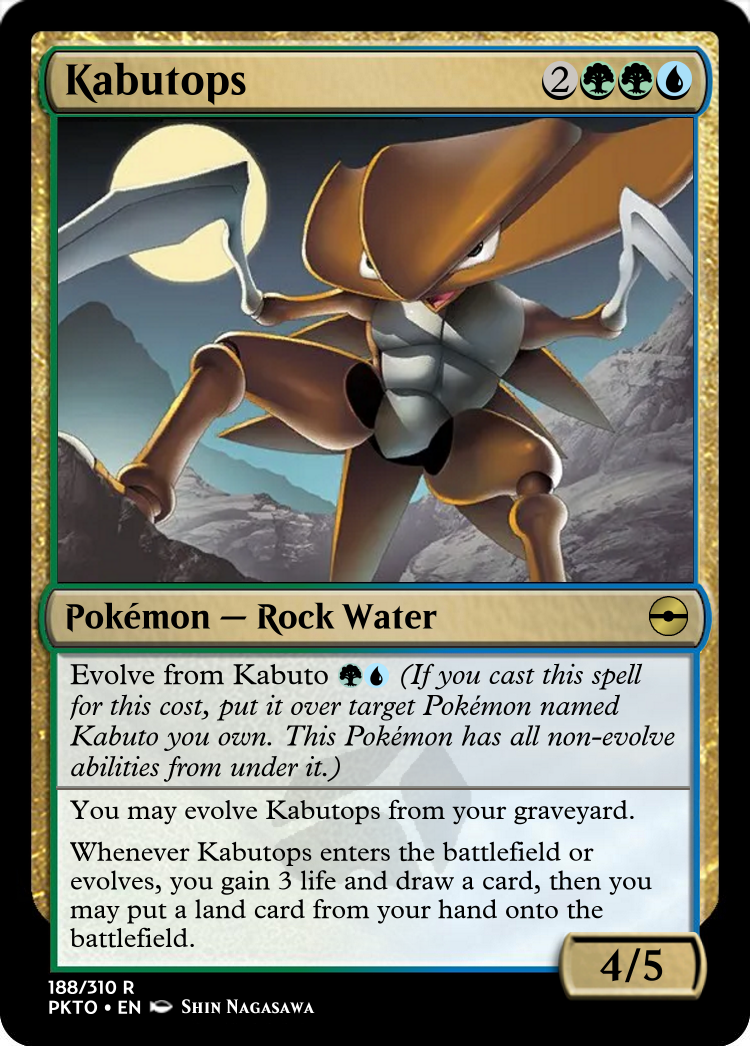 Kabutops 2
Pokémon — Rock Water
Evolve from Kabuto (If you cast this spell
for this cost, put it over target Pokémon named
Kabuto you own. This Pokémon has all non-evolve
abilities from under it.)
You may evolve Kabutops from your graveyard.
Whenever Kabutops enters the battlefield or
evolves, you gain 3 life and draw a card, then you
may put a land card from your hand onto the
battlefield.
4/5
188/310 R
PKTO • EN Shin Nagasawa